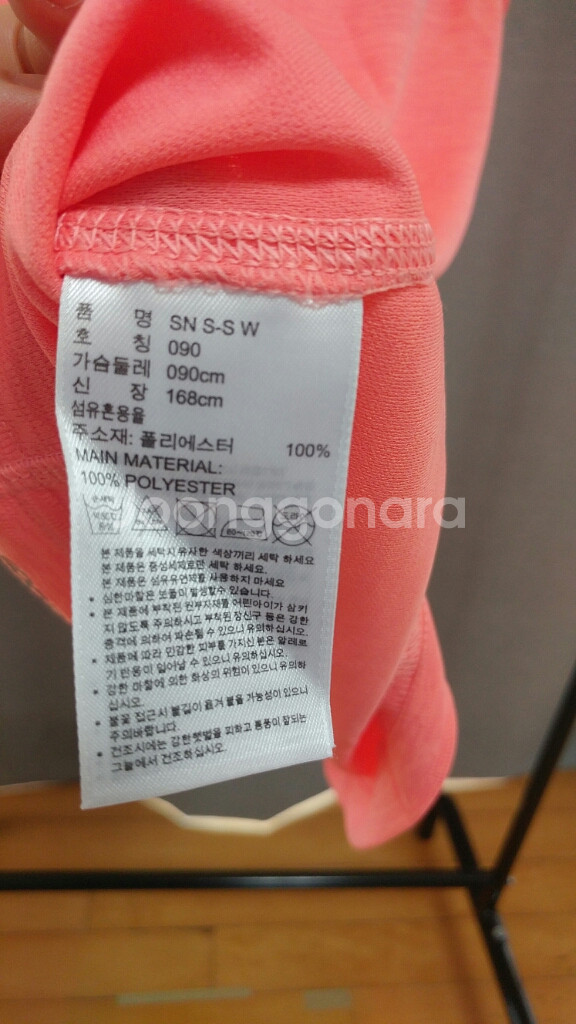 품 명 SN S-S W
호 칭 090
가슴둘레 090cm
신 장 168cm
섬유혼용율
주소재: 폴리에스터 100%
MAIN MATERIAL:
100% POLYESTER
joonggonara
본 제품을 세탁시 유사한 색상끼리 세탁 하세요
본 제품은 중성세제로만 세탁 하세요.
본 제품은 섬유유연제를 사용하지 마세요
• 심한마찰은 보풀이 발생할수 있습니다.
• 본 제품에 부착된 원부자재를 어린아이가 삼키
지 않도록 주의하시고 부착된 장신구 등은 강한
충격에 의하여 파손될 수 있으니 유의하십시오.
• 제품에 따라 민감한 피부를 가지신 분은 알레르
기 반응이 일어날 수 있으니 유의하십시오.
• 강한 마찰에 의한 화상의 위험이 있으니 유의하
십시오.
• 불꽃 접근시 불길이 옮겨 붙을 가능성이 있으니
주의바랍니다.
• 건조시에는 강한햇볕을 피하고 통풍이 잘되는
그늘에서 건조하십시오.